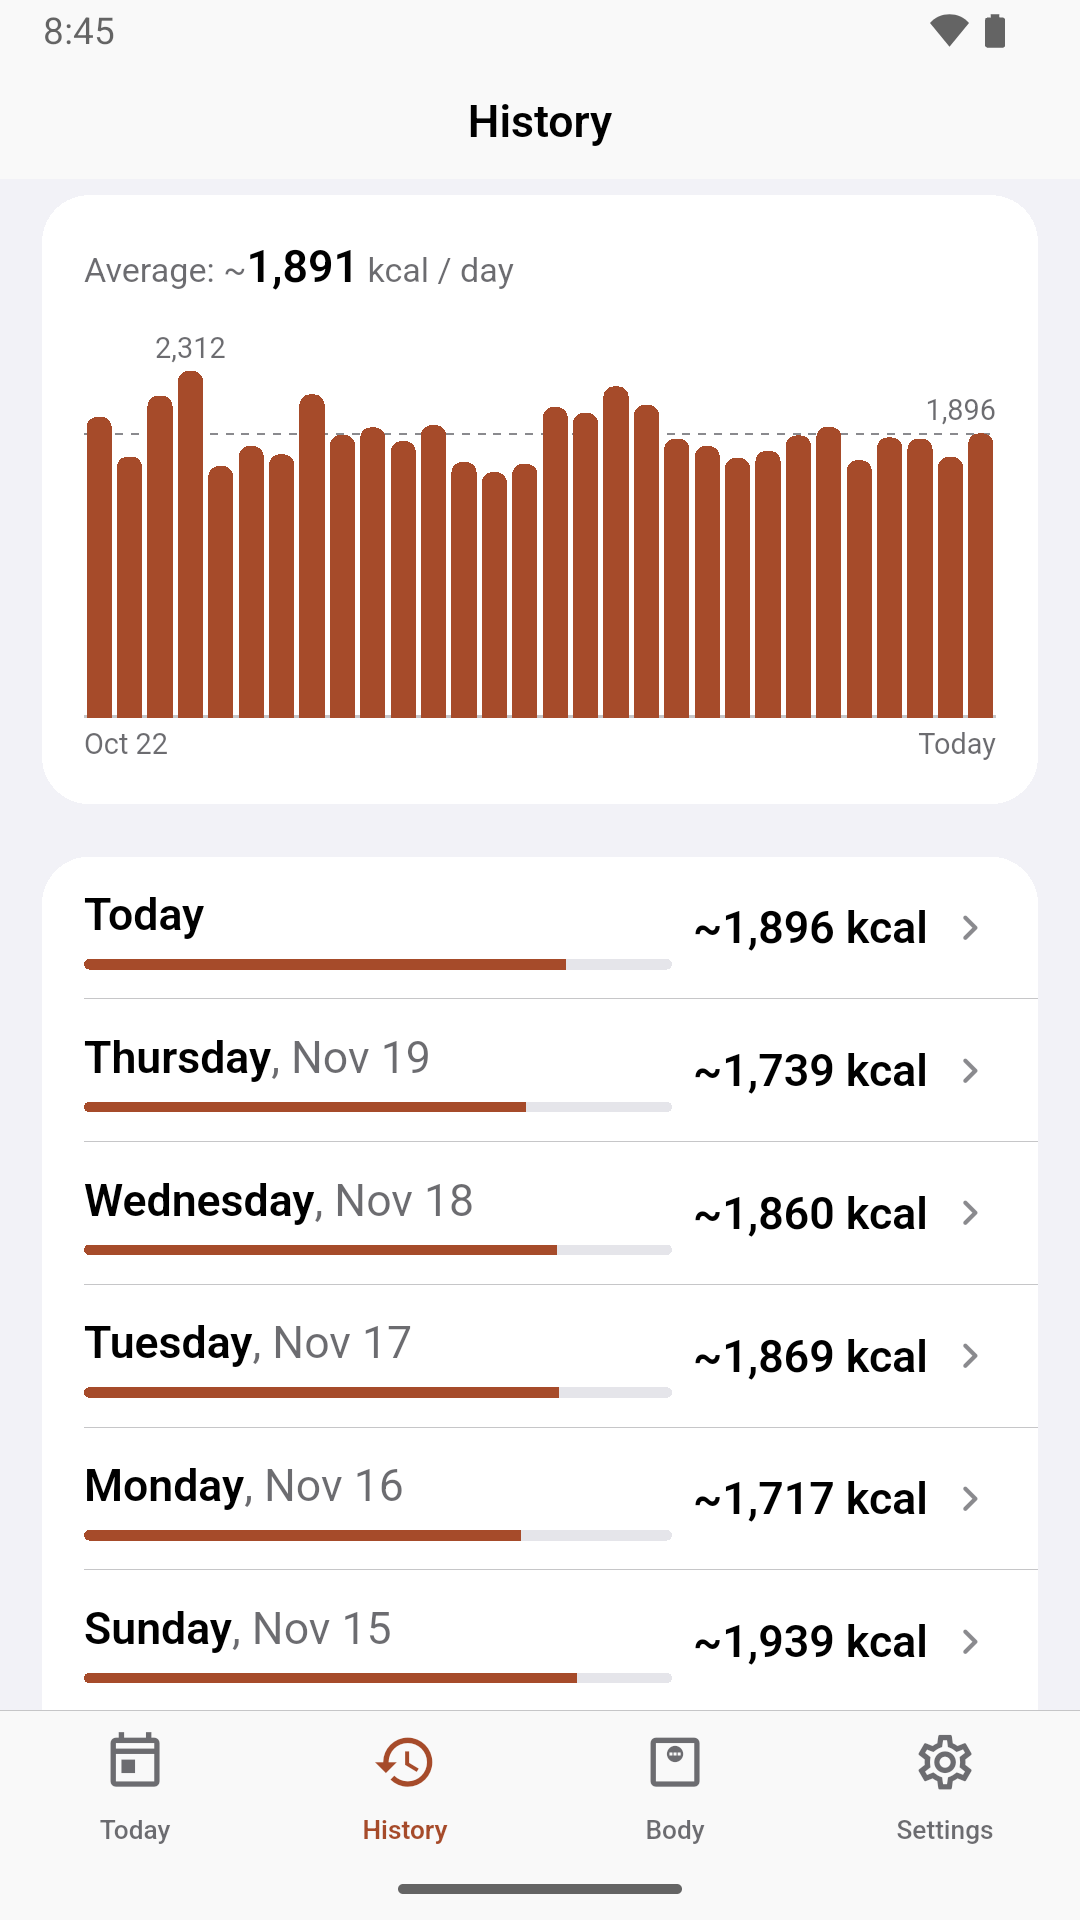 8:45
History
Average: ~1,891 kcal / day
2,312
1,896
Oct 22
Today
Today
~1,896 kcal
Thursday, Nov 19
~1,739 kcal
Wednesday, Nov 18
~1,860 kcal
Tuesday, Nov 17
~1,869 kcal
Monday, Nov 16
~1,717 kcal
Sunday, Nov 15
~1,939 kcal
Today
History
Body
Settings